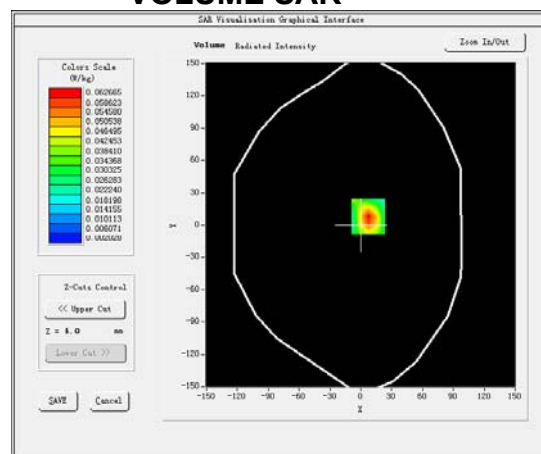 VOLUME SAR
SAR Visualisation Graphical Interface
Volume Radiated Intensity
Zoom In/Out
Colors Scale
(W/kg)
0.062665
0.058623
0.054580
0.050538
0.046495
0.042453
0.038410
0.034368
0.030325
0.026283
0.022240
0.018198
0.014155
0.010113
0.006071
150
120
90
60
30
0
-30
-60
-90
-120
-150
Y
-150 -120 -90 -60 -30 0 30 60 90 120 150
X
Z-Cuts Control
<< Upper Cut
Z = 4.0 mm
Lower Cut >>
SAVE Cancel